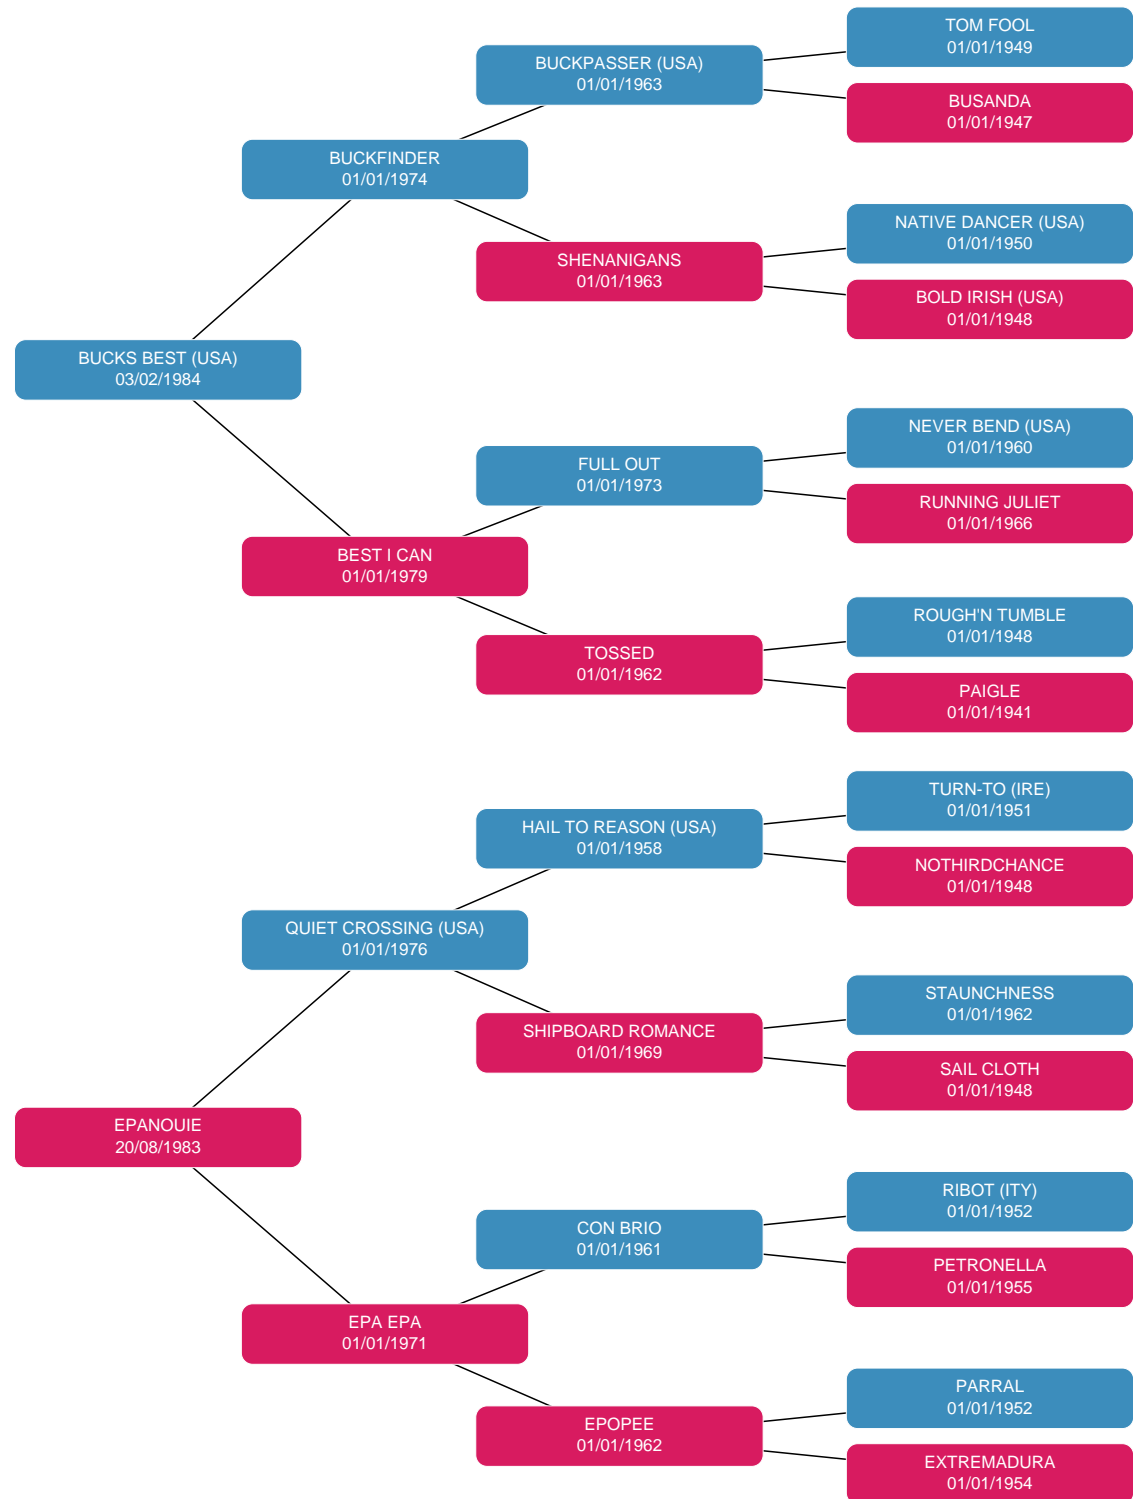 TOM FOOL
01/01/1949
BUCKPASSER (USA)
01/01/1963
BUSANDA
01/01/1947
BUCKFINDER
01/01/1974
NATIVE DANCER (USA)
01/01/1950
SHENANIGANS
01/01/1963
BOLD IRISH (USA)
01/01/1948
BUCKS BEST (USA)
03/02/1984
NEVER BEND (USA)
01/01/1960
FULL OUT
01/01/1973
RUNNING JULIET
01/01/1966
BEST I CAN
01/01/1979
ROUGH'N TUMBLE
01/01/1948
TOSSED
01/01/1962
PAIGLE
01/01/1941
TURN-TO (IRE)
01/01/1951
HAIL TO REASON (USA)
01/01/1958
NOTHIRDCHANCE
01/01/1948
QUIET CROSSING (USA)
01/01/1976
STAUNCHNESS
01/01/1962
SHIPBOARD ROMANCE
01/01/1969
SAIL CLOTH
01/01/1948
EPANOUIE
20/08/1983
RIBOT (ITY)
01/01/1952
CON BRIO
01/01/1961
PETRONELLA
01/01/1955
EPA EPA
01/01/1971
PARRAL
01/01/1952
EPOPEE
01/01/1962
EXTREMADURA
01/01/1954